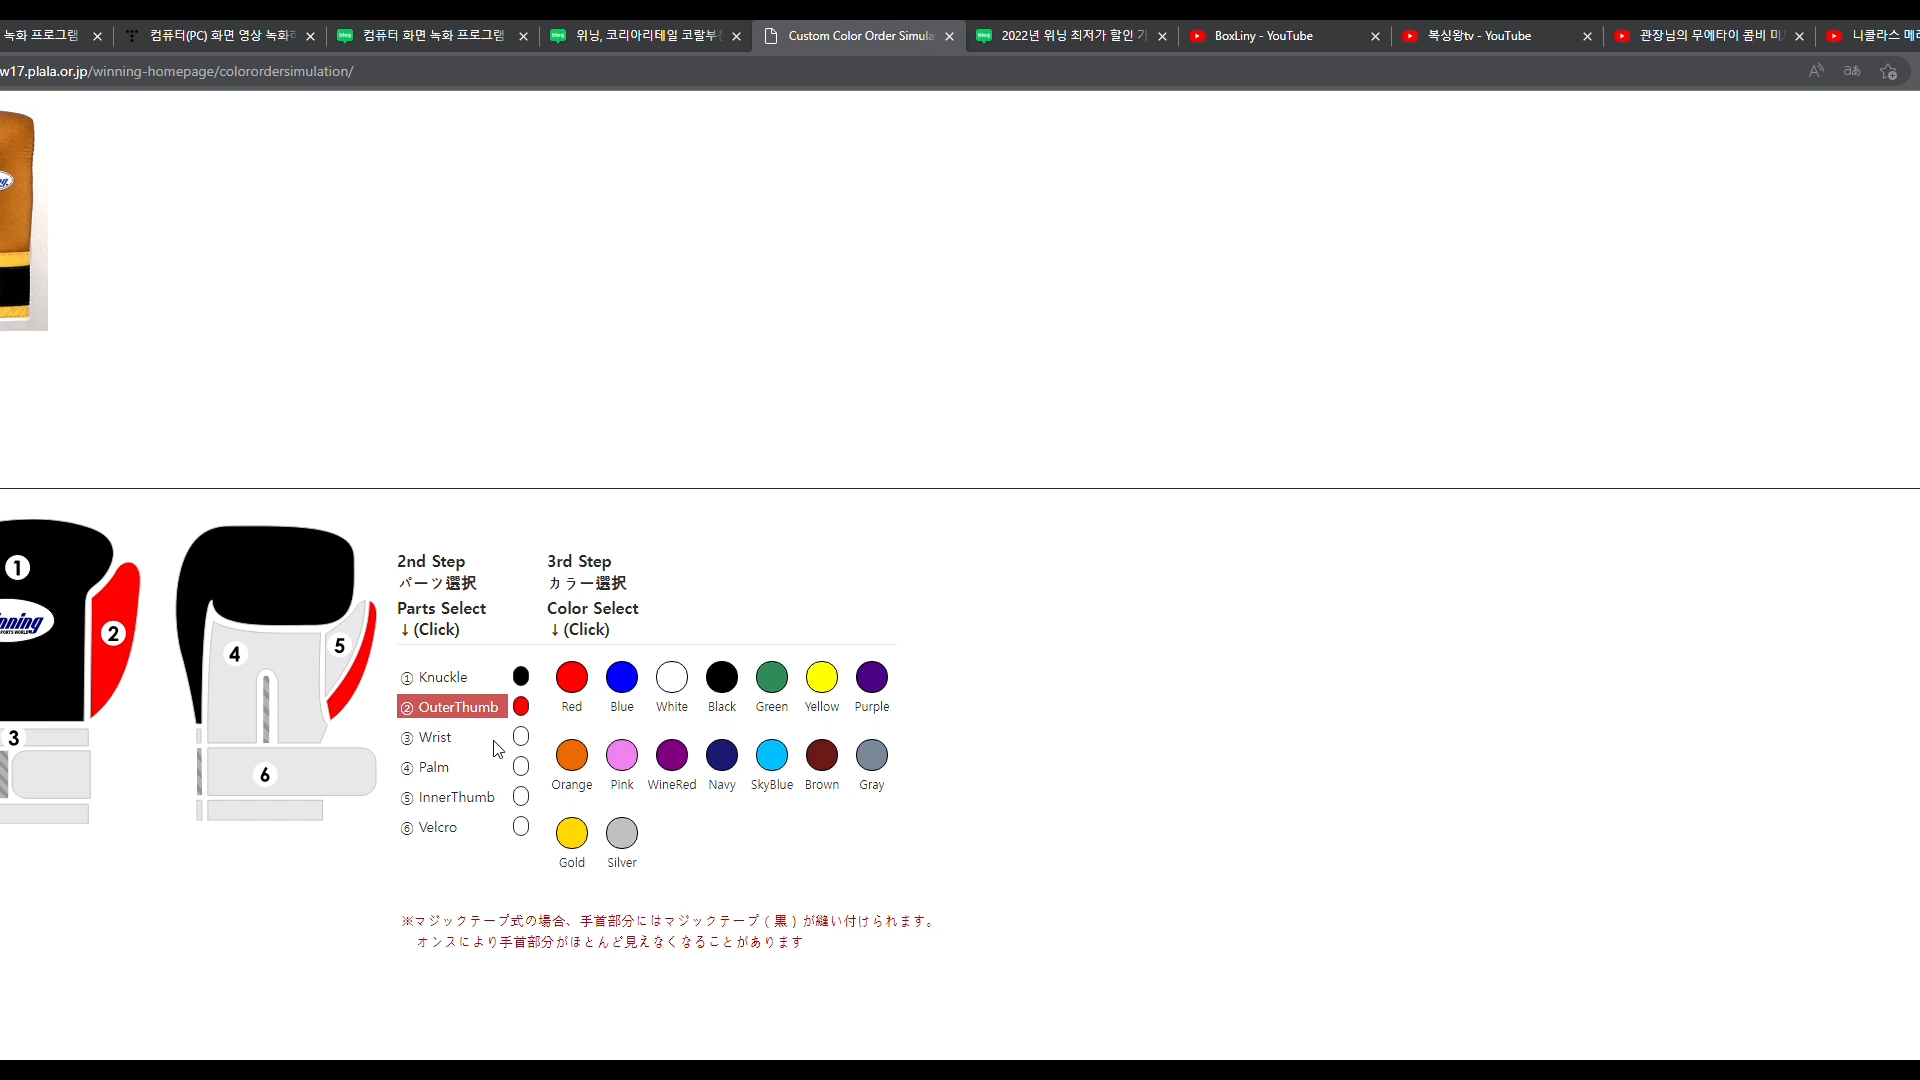 녹화 프로그램
컴퓨터(PC) 화면 영상 녹화
컴퓨터 화면 녹화 프로그램
위닝, 코리아리테일 코랄부
Custom Color Order Simula
2022년 위닝 최저가 할인
BoxLiny - YouTube
복싱왕tv - YouTube
관장님의 무에타이 콤비 미
니콜라스
w17.plala.or.jp/winning-homepage/colorordersimulation/
aあ
1
2
3
4
5
6
2nd Step
パーツ選択
Parts Select
↓(Click)
3rd Step
カラー選択
Color Select
↓(Click)
① Knuckle
② OuterThumb
③ Wrist
④ Palm
⑤ InnerThumb
⑥ Velcro
Red Blue White Black Green Yellow Purple
Orange Pink WineRed Navy SkyBlue Brown Gray
Gold Silver
※マジックテープ式の場合、手首部分にはマジックテープ(黒)が縫い付けられます。
オンスにより手首部分がほとんど見えなくなることがあります